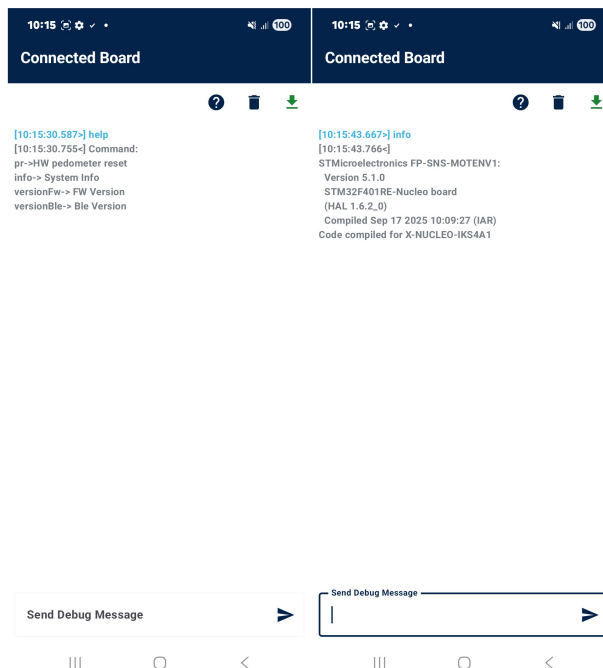 10:15
100
Connected Board
[10:15:30.587>] help
[10:15:30.755<] Command:
pr->HW pedometer reset
info-> System Info
versionFw-> FW Version
versionBle-> Ble Version
Send Debug Message
10:15
100
Connected Board
[10:15:43.667>] info
[10:15:43.766<]
STMicroelectronics FP-SNS-MOTENV1:
Version 5.1.0
STM32F401RE-Nucleo board
(HAL 1.6.2_0)
Compiled Sep 17 2025 10:09:27 (IAR)
Code compiled for X-NUCLEO-IKS4A1
Send Debug Message